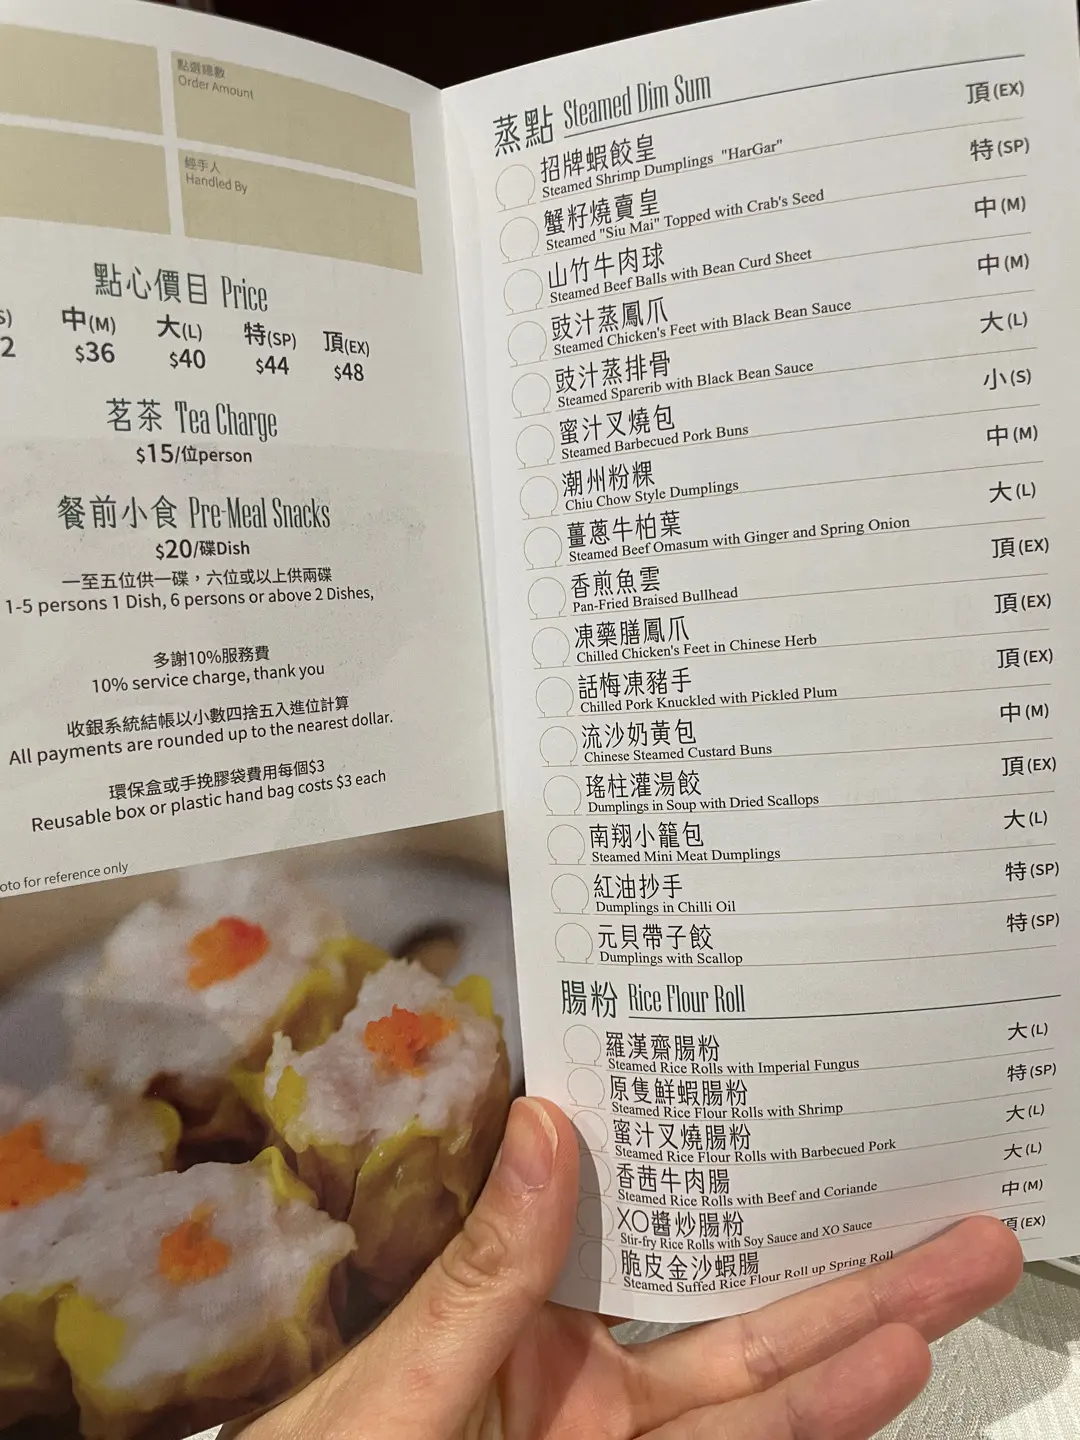 點選總數
Order Amount
經手人
Handled By
點心價目 Price
S) 中(M) 大(L) 特(SP) 頂(EX)
2 $36 $40 $44 $48
茗茶 Tea Charge
$15/位person
餐前小食 Pre-Meal Snacks
$20/碟Dish
一至五位供一碟，六位或以上供兩碟
1-5 persons 1 Dish, 6 persons or above 2 Dishes,
多謝10%服務費
10% service charge, thank you
收銀系統結帳以小數四捨五入進位計算
All payments are rounded up to the nearest dollar.
環保盒或手挽膠袋費用每個$3
Reusable box or plastic hand bag costs $3 each
oto for reference only
蒸點 Steamed Dim Sum
招牌蝦餃皇 頂(EX)
Steamed Shrimp Dumplings "HarGar"
蟹籽燒賣皇 特(SP)
Steamed "Siu Mai" Topped with Crab's Seed
山竹牛肉球 中(M)
Steamed Beef Balls with Bean Curd Sheet
豉汁蒸鳳爪 中(M)
Steamed Chicken's Feet with Black Bean Sauce
豉汁蒸排骨 大(L)
Steamed Sparerib with Black Bean Sauce
蜜汁叉燒包 小(S)
Steamed Barbecued Pork Buns
潮州粉粿 中(M)
Chiu Chow Style Dumplings
薑蔥牛柏葉 大(L)
Steamed Beef Omasum with Ginger and Spring Onion
香煎魚雲 頂(EX)
Pan-Fried Braised Bullhead
凍藥膳鳳爪 頂(EX)
Chilled Chicken's Feet in Chinese Herb
話梅凍豬手 頂(EX)
Chilled Pork Knuckled with Pickled Plum
流沙奶黃包 中(M)
Chinese Steamed Custard Buns
瑤柱灌湯餃 頂(EX)
Dumplings in Soup with Dried Scallops
南翔小籠包 大(L)
Steamed Mini Meat Dumplings
紅油抄手 特(SP)
Dumplings in Chilli Oil
元貝帶子餃 特(SP)
Dumplings with Scallop
腸粉 Rice Flour Roll
羅漢齋腸粉 大(L)
Steamed Rice Rolls with Imperial Fungus
原隻鮮蝦腸粉 特(SP)
Steamed Rice Flour Rolls with Shrimp
蜜汁叉燒腸粉 大(L)
Steamed Rice Flour Rolls with Barbecued Pork
香茜牛肉腸 大(L)
Steamed Rice Rolls with Beef and Coriande
XO醬炒腸粉 中(M)
Stir-fry Rice Rolls with Soy Sauce and XO Sauce
脆皮金沙蝦腸 頂(EX)
Steamed Suffed Rice Flour Roll up Spring Roll